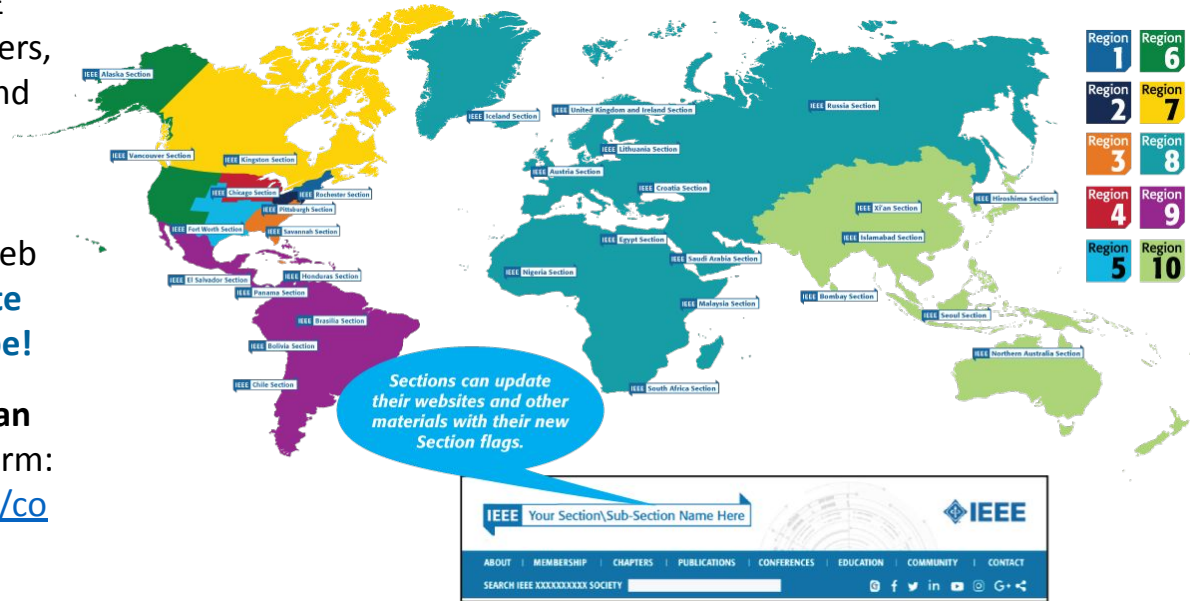 ers,
nd
eb
te
pe!
an
rm:
/co
IEEE Alaska Section
IEEE Vancouver Section
IEEE Kingston Section
IEEE Chicago Section
IEEE Rochester Section
IEEE Pittsburgh Section
IEEE Fort Worth Section
IEEE Savannah Section
IEEE El Salvador Section
IEEE Honduras Section
IEEE Panama Section
IEEE Brasilia Section
IEEE Bolivia Section
IEEE Chile Section
IEEE Iceland Section
IEEE United Kingdom and Ireland Section
IEEE Russia Section
IEEE Lithuania Section
IEEE Austria Section
IEEE Croatia Section
IEEE Egypt Section
IEEE Saudi Arabia Section
IEEE Nigeria Section
IEEE Malaysia Section
IEEE South Africa Section
IEEE Hiroshima Section
IEEE Xi'an Section
IEEE Islamabad Section
IEEE Bombay Section
IEEE Seoul Section
IEEE Northern Australia Section
Region 1
Region 6
Region 2
Region 7
Region 3
Region 8
Region 4
Region 9
Region 5
Region 10
Sections can update
their websites and other
materials with their new
Section flags.
IEEE Your Section\Sub-Section Name Here
IEEE
ABOUT | MEMBERSHIP | CHAPTERS | PUBLICATIONS | CONFERENCES | EDUCATION | COMMUNITY | CONTACT
SEARCH IEEE XXXXXXXXXX SOCIETY